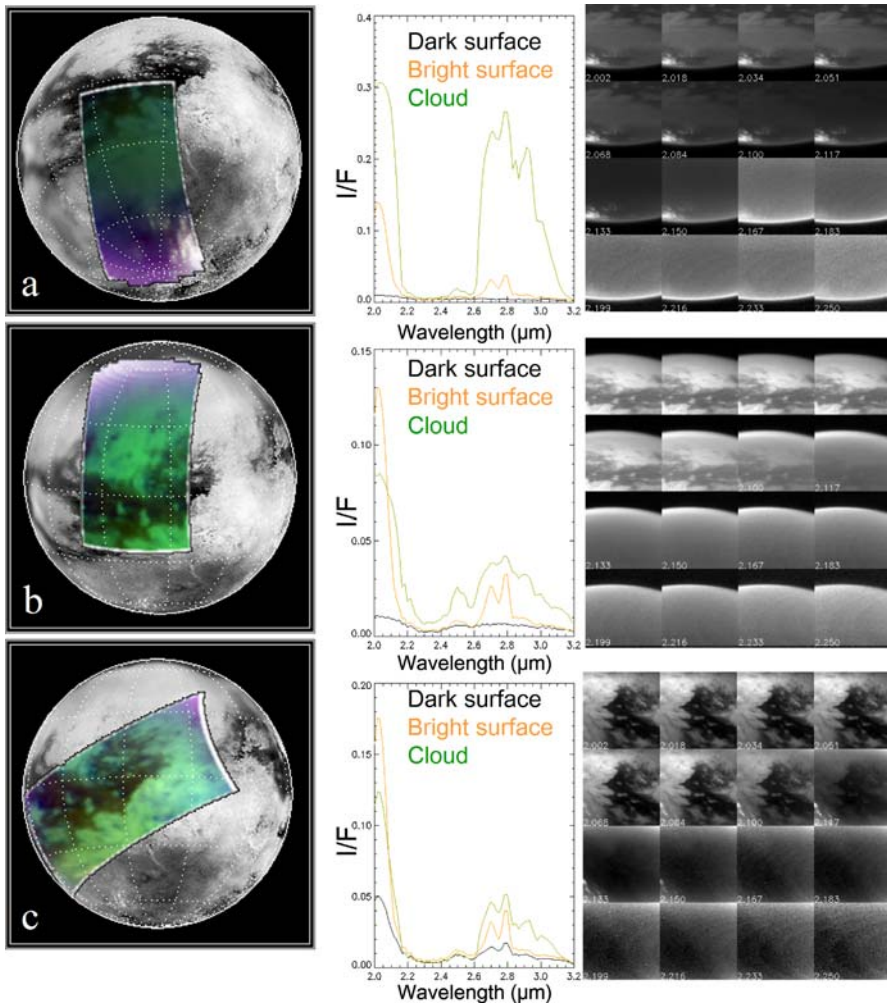 a
0.4
0.3
0.2
0.1
0.0
I/F
Dark surface
Bright surface
Cloud
2.0 2.2 2.4 2.6 2.8 3.0 3.2
Wavelength (µm)
2.002 2.018 2.034 2.051
2.068 2.084 2.100 2.117
2.133 2.150 2.167 2.183
2.199 2.216 2.233 2.250
b
0.15
0.10
0.05
0.00
I/F
Dark surface
Bright surface
Cloud
2.0 2.2 2.4 2.6 2.8 3.0 3.2
Wavelength (µm)
2.100 2.117
2.133 2.150 2.167 2.183
2.199 2.216 2.233 2.250
c
0.20
0.15
0.10
0.05
0.00
I/F
Dark surface
Bright surface
Cloud
2.0 2.2 2.4 2.6 2.8 3.0 3.2
Wavelength (µm)
2.002 2.018 2.034 2.051
2.068 2.084 2.100 2.117
2.133 2.150 2.167 2.183
2.199 2.216 2.233 2.250